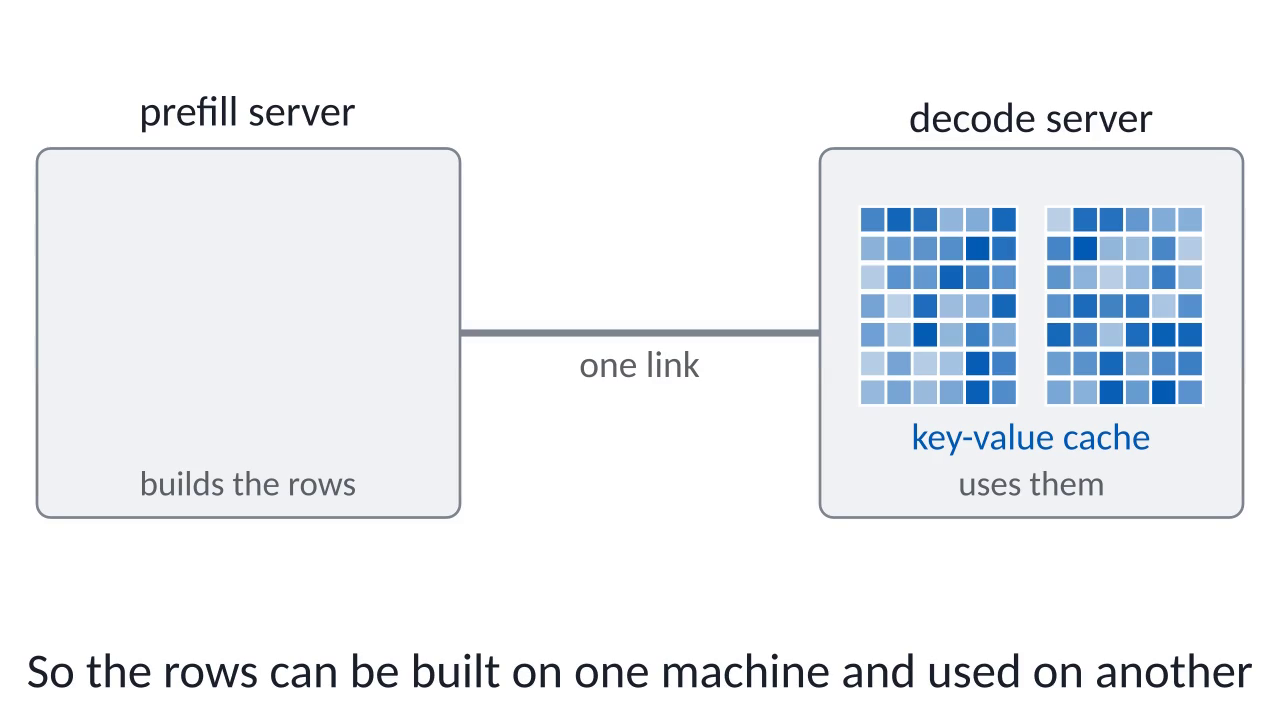 prefill server
decode server
one link
key-value cache
builds the rows
uses them
So the rows can be built on one machine and used on another